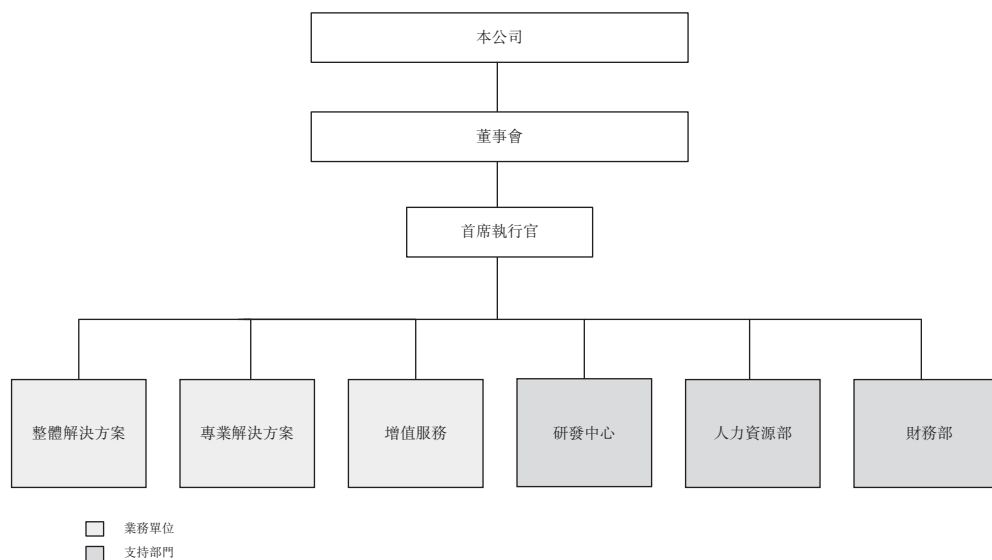 本公司
董事會
首席執行官
整體解決方案
專業解決方案
增值服務
研發中心
人力資源部
財務部
業務單位
支持部門